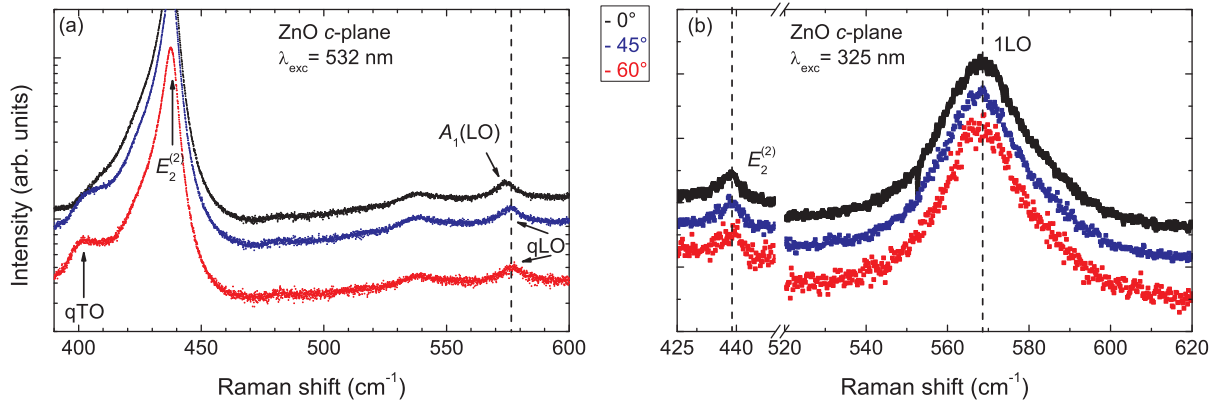 (a)
ZnO c-plane
λexc= 532 nm
A1(LO)
E2(2)
qLO
qTO
Intensity (arb. units)
400 450 500 550 600
Raman shift (cm-1)
- 0°
- 45°
- 60°
(b)
ZnO c-plane
λexc= 325 nm
1LO
E2(2)
425 440 520 540 560 580 600 620
Raman shift (cm-1)